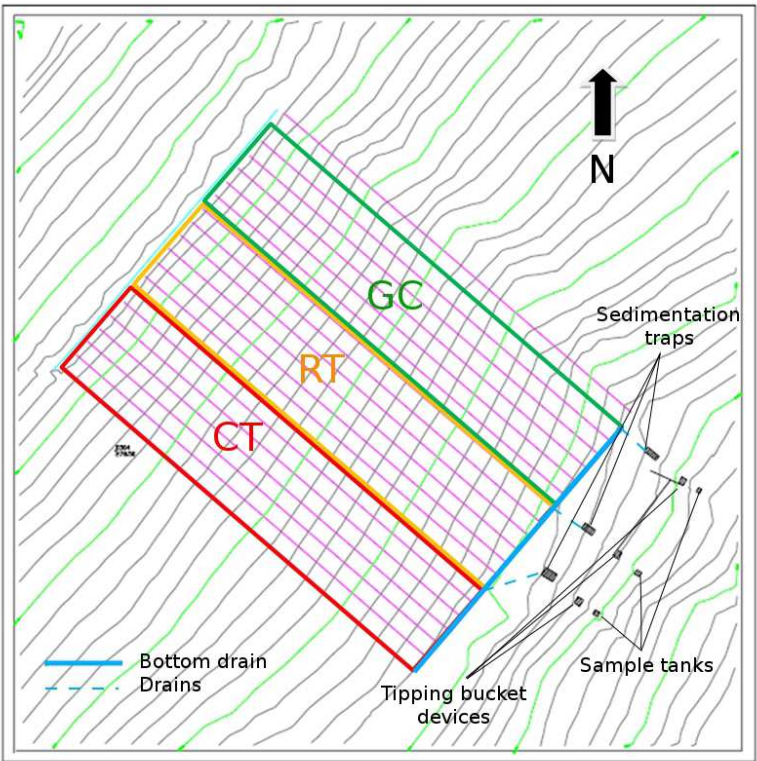 N
GC
Sedimentation
traps
RT
CT
Bottom drain
Drains
Sample tanks
Tipping bucket
devices